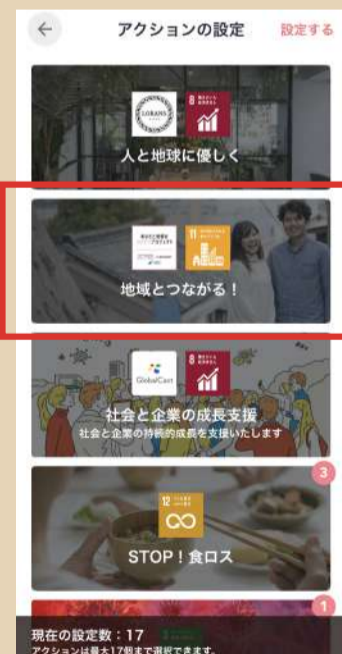 アクションの設定
設定する
LORANS
8
人と地球に優しく
11
地域とつながる！
GlobalCast
8
社会と企業の成長支援
社会と企業の持続的成長を支援いたします
3
12
STOP！食ロス
1
現在の設定数：17
アクションは最大17個まで選択できます。